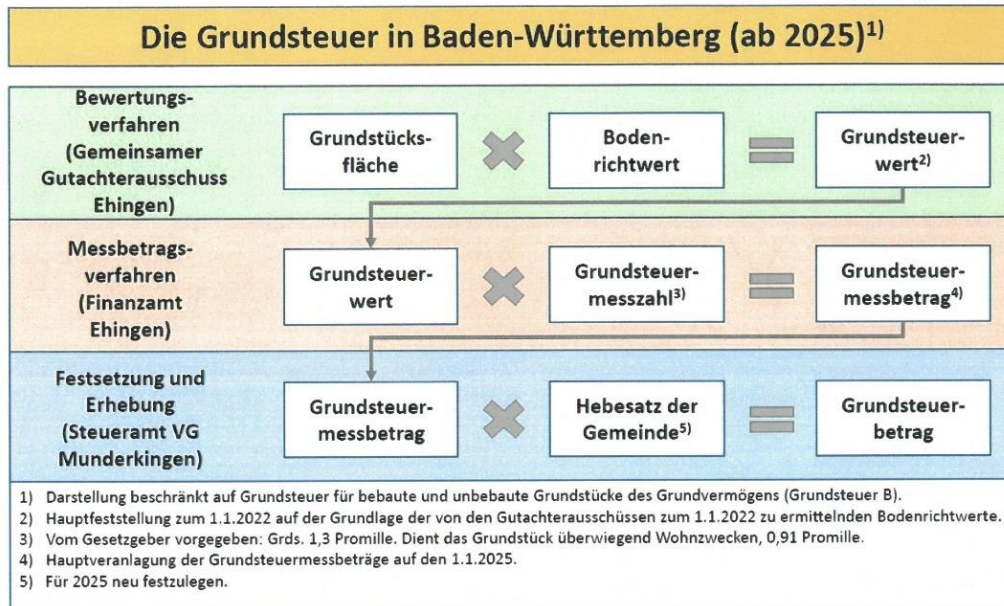 Die Grundsteuer in Baden-Württemberg (ab 2025)1)
Bewertungs-
verfahren
(Gemeinsamer
Gutachterausschuss
Ehingen)
Grundstücks-
fläche
Boden-
richtwert
Grundsteuer-
wert2)
Messbetrags-
verfahren
(Finanzamt
Ehingen)
Grundsteuer-
wert
Grundsteuer-
messzahl3)
Grundsteuer-
messbetrag4)
Festsetzung und
Erhebung
(Steueramt VG
Munderkingen)
Grundsteuer-
messbetrag
Hebesatz der
Gemeinde5)
Grundsteuer-
betrag
1) Darstellung beschränkt auf Grundsteuer für bebaute und unbebaute Grundstücke des Grundvermögens (Grundsteuer B).
2) Hauptfeststellung zum 1.1.2022 auf der Grundlage der von den Gutachterausschüssen zum 1.1.2022 zu ermittelnden Bodenrichtwerte.
3) Vom Gesetzgeber vorgegeben: Grds. 1,3 Promille. Dient das Grundstück überwiegend Wohnzwecken, 0,91 Promille.
4) Hauptveranlagung der Grundsteuermessbeträge auf den 1.1.2025.
5) Für 2025 neu festzulegen.